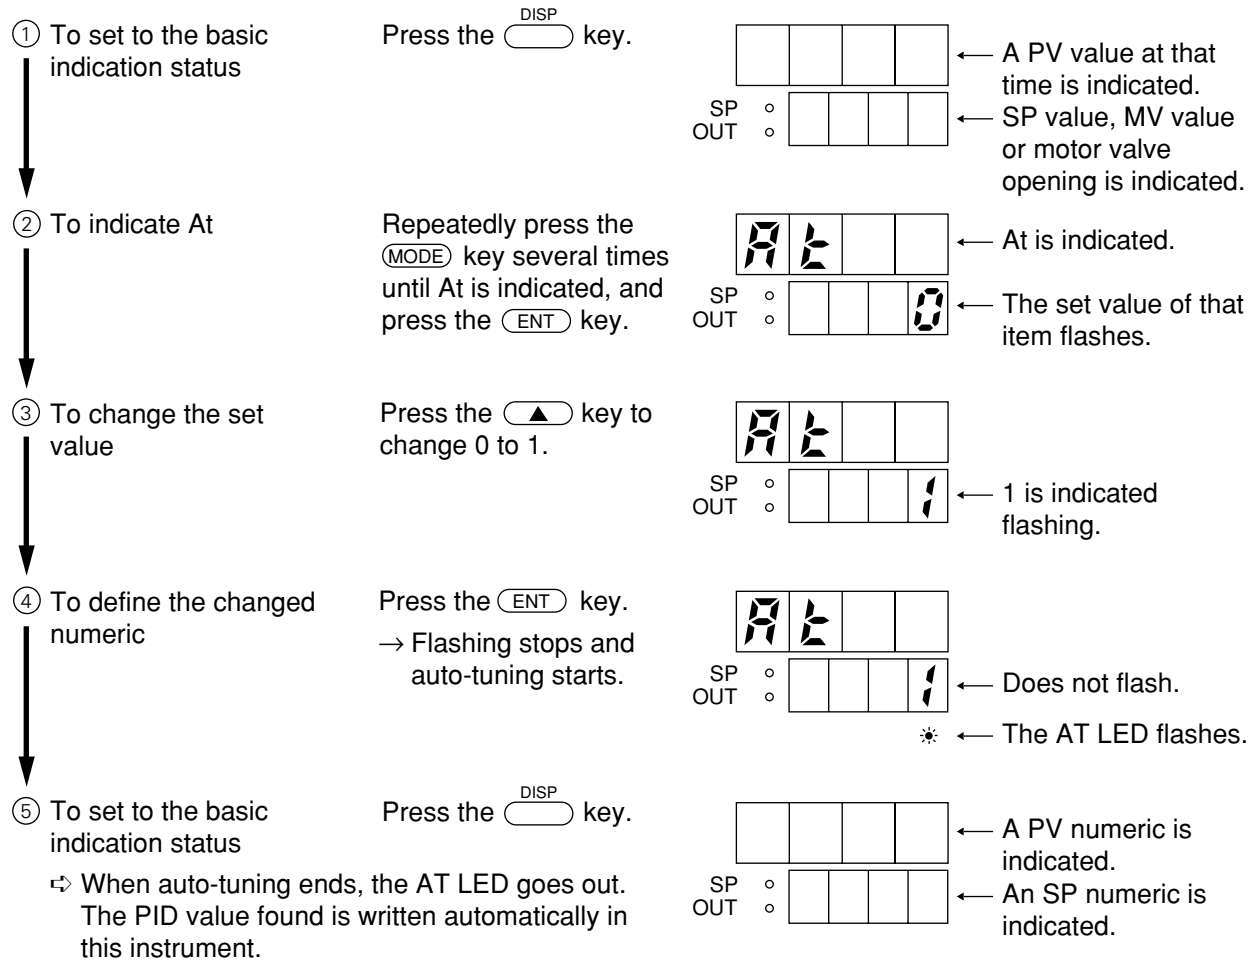 ① To set to the basic
indication status
DISP
Press the key.
A PV value at that
time is indicated.
SP
OUT
SP value, MV value
or motor valve
opening is indicated.
② To indicate At
Repeatedly press the
MODE key several times
until At is indicated, and
press the ENT key.
At
At is indicated.
SP
OUT
0
The set value of that
item flashes.
③ To change the set
value
Press the ▲ key to
change 0 to 1.
At
SP
OUT
1
1 is indicated
flashing.
④ To define the changed
numeric
Press the ENT key.
→ Flashing stops and
auto-tuning starts.
At
SP
OUT
1
Does not flash.
The AT LED flashes.
⑤ To set to the basic
indication status
DISP
Press the key.
➪ When auto-tuning ends, the AT LED goes out.
The PID value found is written automatically in
this instrument.
A PV numeric is
indicated.
SP
OUT
An SP numeric is
indicated.